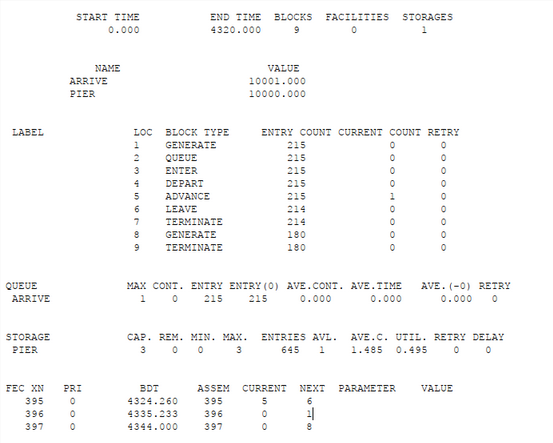 START TIME END TIME BLOCKS FACILITIES STORAGES
0.000 4320.000 9 0 1
NAME VALUE
ARRIVE 10001.000
PIER 10000.000
LABEL LOC BLOCK TYPE ENTRY COUNT CURRENT COUNT RETRY
1 GENERATE 215 0 0
2 QUEUE 215 0 0
3 ENTER 215 0 0
4 DEPART 215 0 0
5 ADVANCE 215 1 0
6 LEAVE 214 0 0
7 TERMINATE 214 0 0
8 GENERATE 180 0 0
9 TERMINATE 180 0 0
QUEUE MAX CONT. ENTRY ENTRY(0) AVE.CONT. AVE.TIME AVE.(-0) RETRY
ARRIVE 1 0 215 215 0.000 0.000 0.000 0
STORAGE CAP. REM. MIN. MAX. ENTRIES AVL. AVE.C. UTIL. RETRY DELAY
PIER 3 0 0 3 645 1 1.485 0.495 0 0
FEC XN PRI BDT ASSEM CURRENT NEXT PARAMETER VALUE
395 0 4324.260 395 5 6
396 0 4335.233 396 0 1
397 0 4344.000 397 0 8